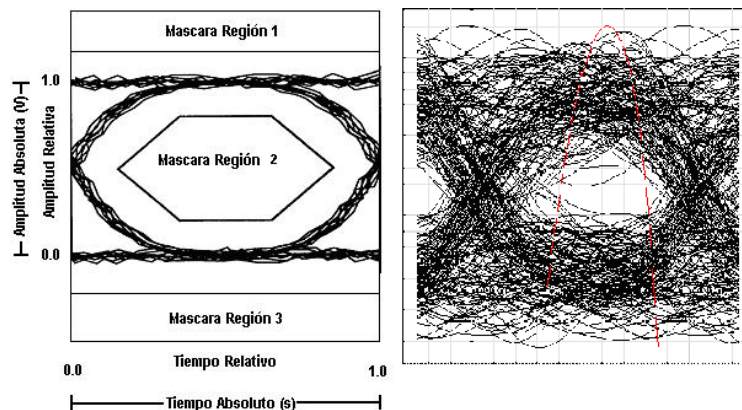 Mascara Región 1
1.0
Amplitud Absoluta (V)
Amplitud Relativa
Mascara Región 2
0.0
Mascara Región 3
0.0
Tiempo Relativo
1.0
Tiempo Absoluto (s)